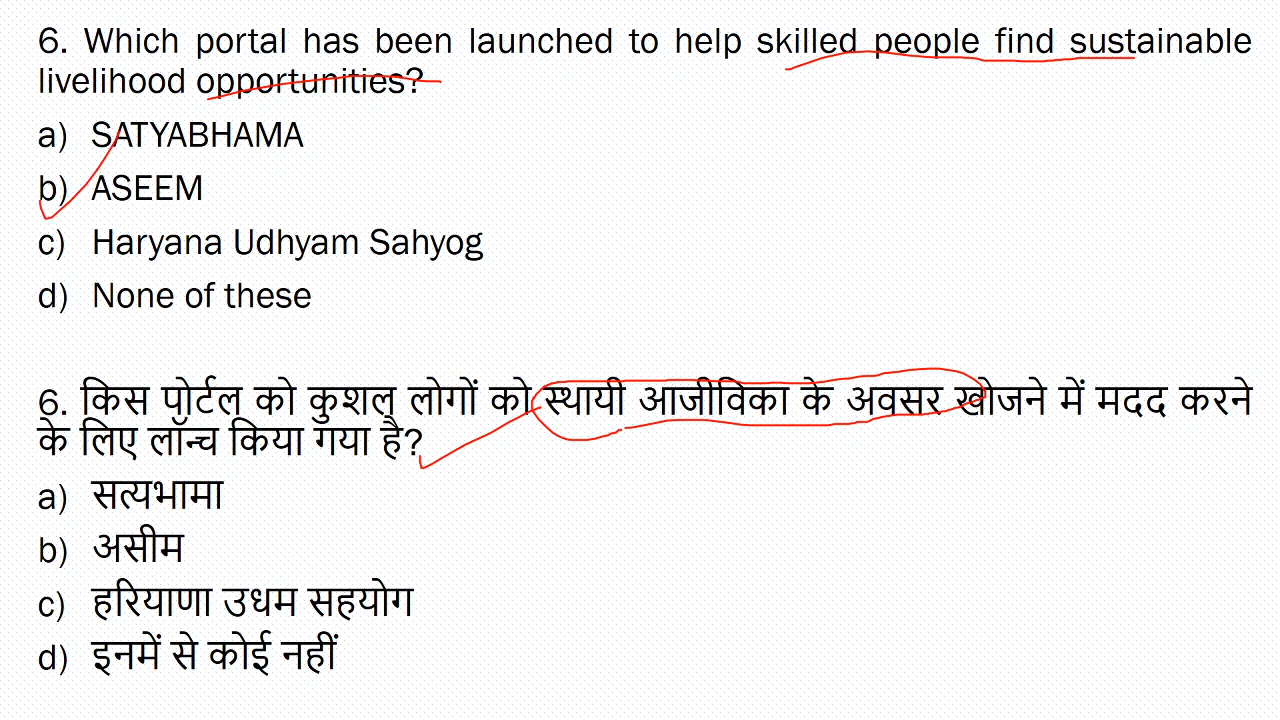 6. Which portal has been launched to help skilled people find sustainable
livelihood opportunities?
a) SATYABHAMA
b) ASEEM
c) Haryana Udhyam Sahyog
d) None of these
6. किस पोर्टल को कुशल लोगों को स्थायी आजीविका के अवसर खोजने में मदद करने
के लिए लॉन्च किया गया है?
a) सत्यभामा
b) असीम
c) हरियाणा उधम सहयोग
d) इनमें से कोई नहीं